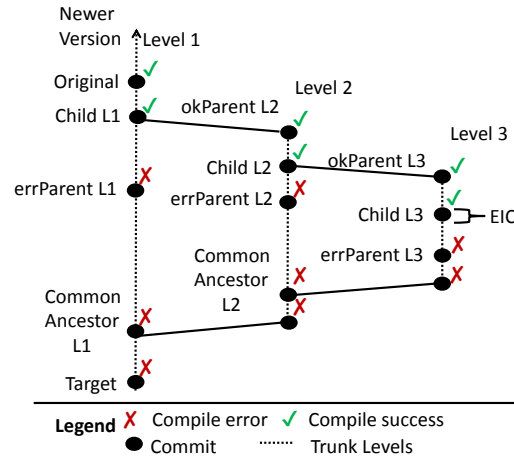 Newer
Version
Level 1
Original
Child L1
okParent L2
Level 2
Level 3
Child L2
okParent L3
errParent L1
errParent L2
Child L3
EIC
Common
Ancestor
L2
errParent L3
Common
Ancestor
L1
Target
Legend
Compile error
Compile success
Commit
Trunk Levels